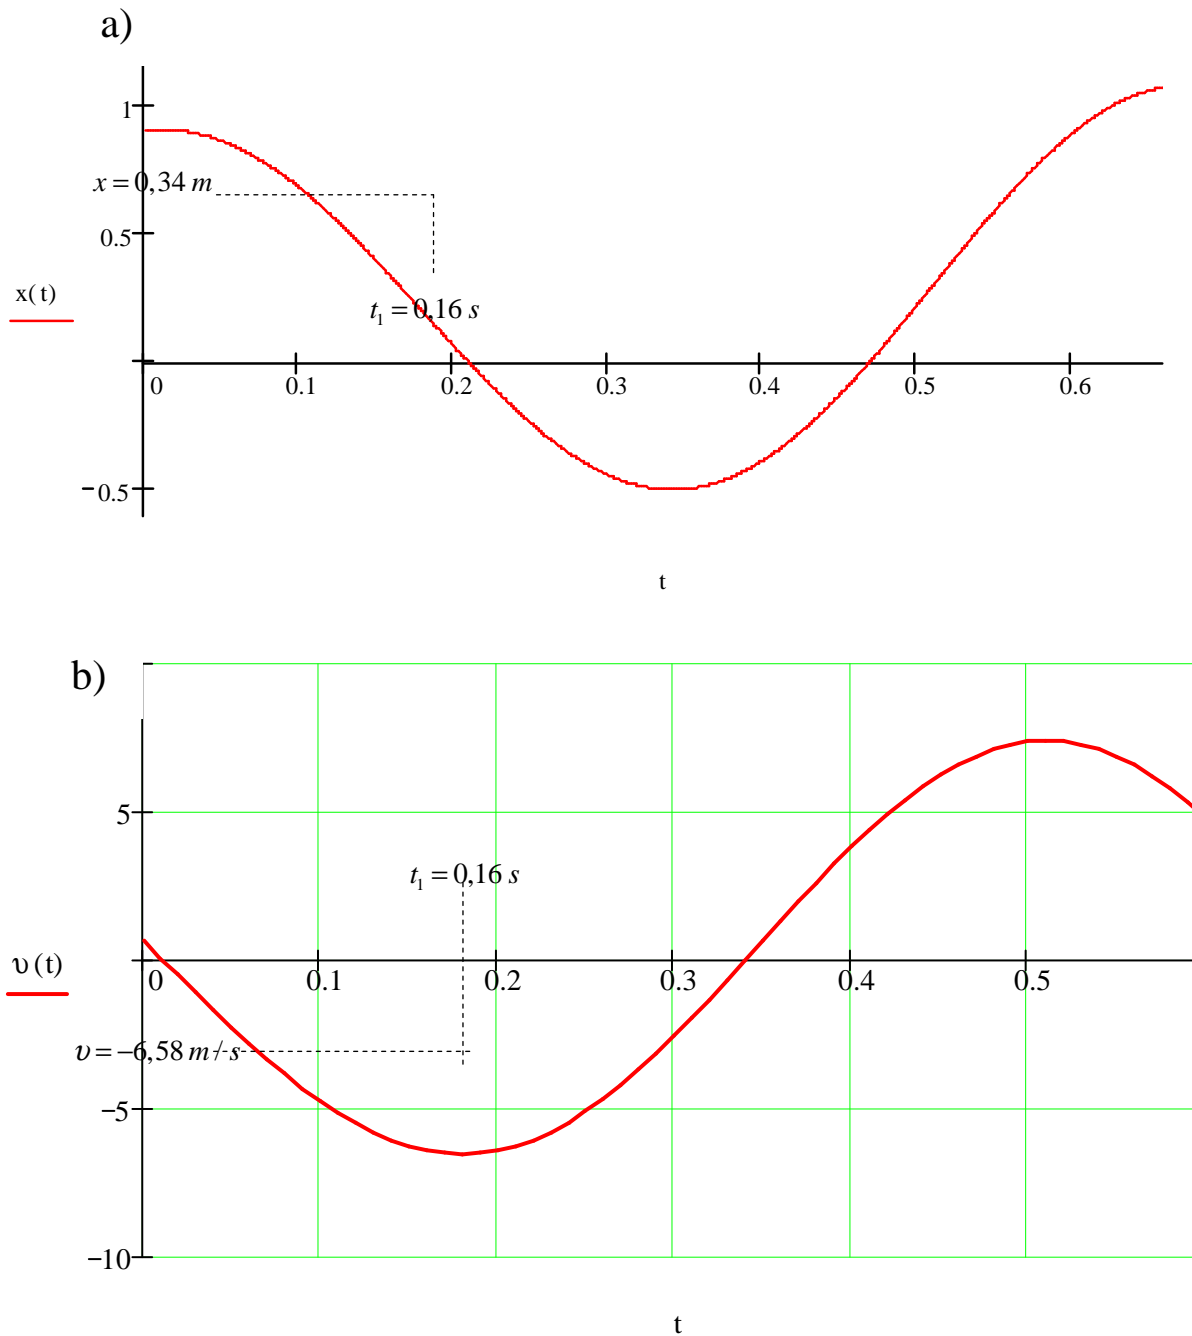 a)
1
x = 0,34 m
0.5
x(t)
t₁ = 0,16 s
0 0.1 0.2 0.3 0.4 0.5 0.6
−0.5
t
b)
5
t₁ = 0,16 s
υ(t)
0 0.1 0.2 0.3 0.4 0.5
υ = −6,58 m/s
−5
−10
t